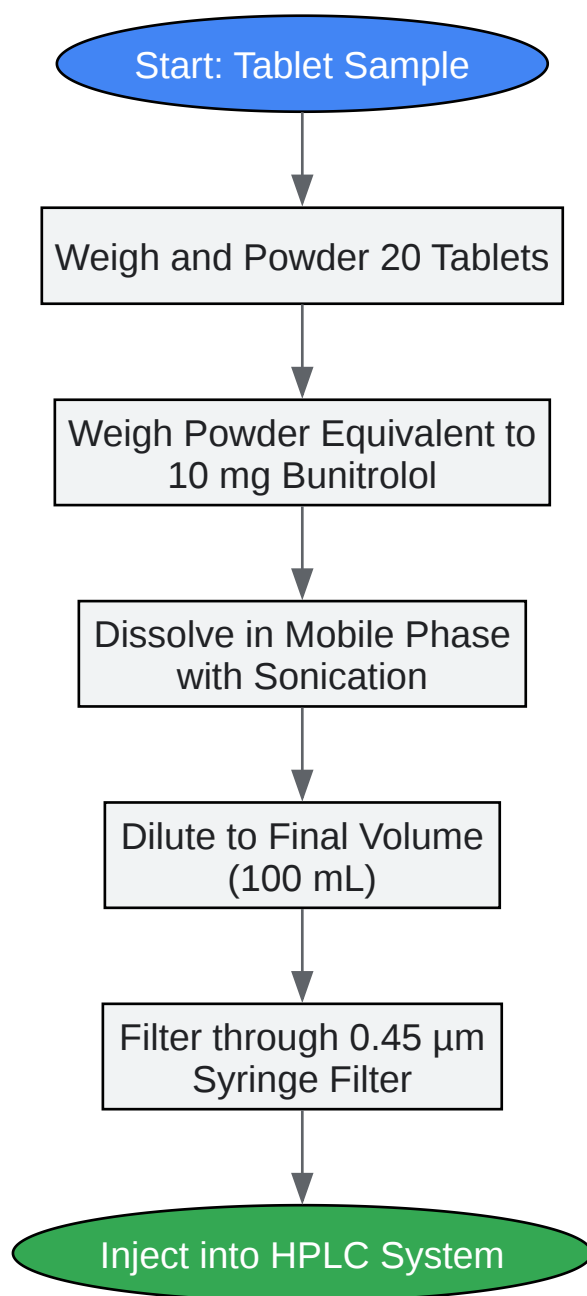 Start: Tablet Sample
Weigh and Powder 20 Tablets
Weigh Powder Equivalent to
10 mg Bunitrolol
Dissolve in Mobile Phase
with Sonication
Dilute to Final Volume
(100 mL)
Filter through 0.45 µm
Syringe Filter
Inject into HPLC System